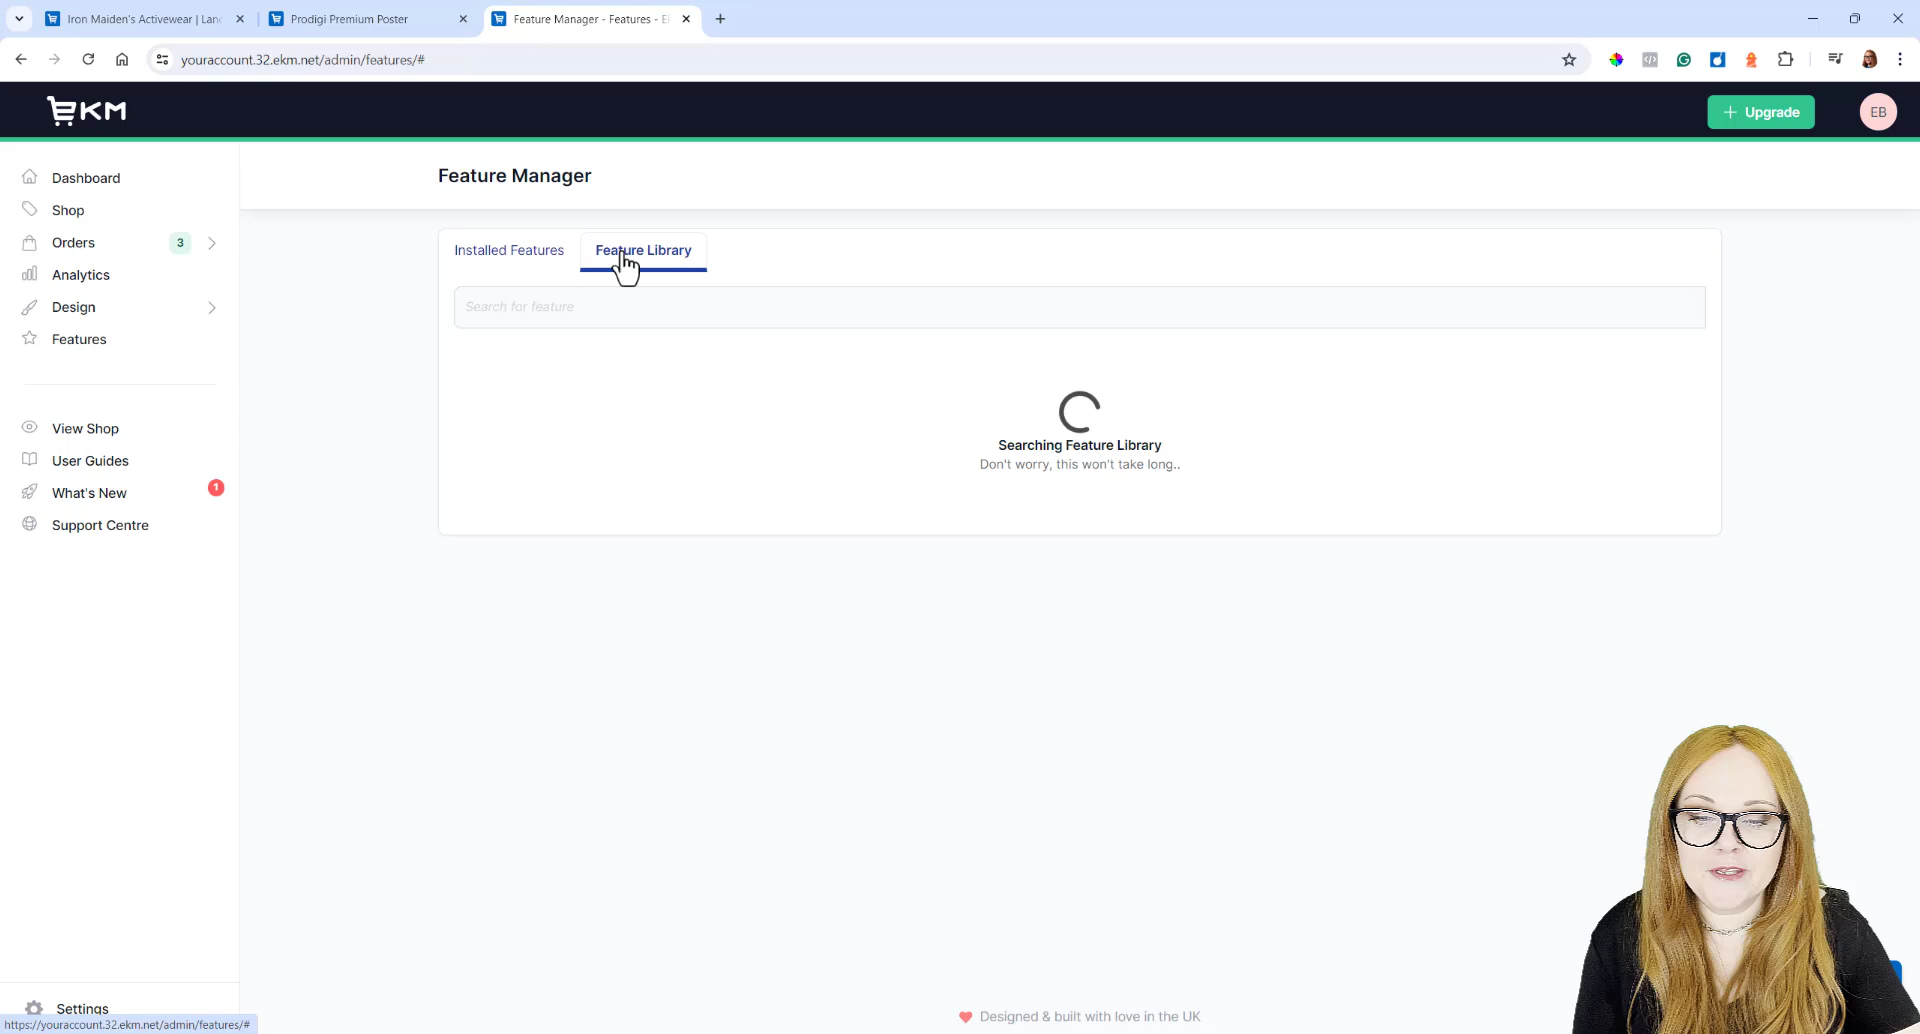 Iron Maiden's Activewear | Lanc
Prodigi Premium Poster
Feature Manager - Features - E
youraccount.32.ekm.net/admin/features/#
EKM
Upgrade
EB
Dashboard
Shop
Orders
3
Analytics
Design
Features
View Shop
User Guides
What's New
1
Support Centre
Settings
https://youraccount.32.ekm.net/admin/features/#
Feature Manager
Installed Features
Feature Library
Search for feature
Searching Feature Library
Don't worry, this won't take long..
Designed & built with love in the UK